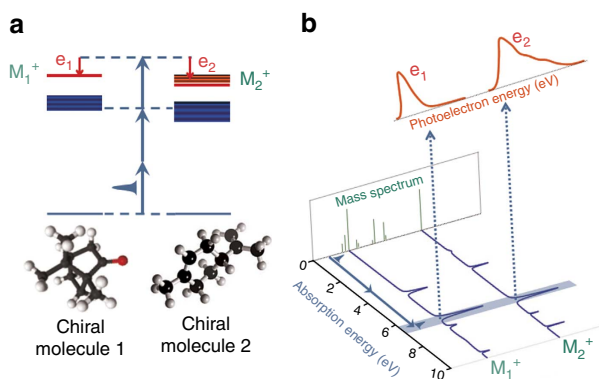 a
e1
e2
M1+
M2+
Chiral
molecule 1
Chiral
molecule 2
b
e1
e2
Photoelectron energy (eV)
Mass spectrum
0
2
4
6
8
10
Absorption energy (eV)
M1+
M2+